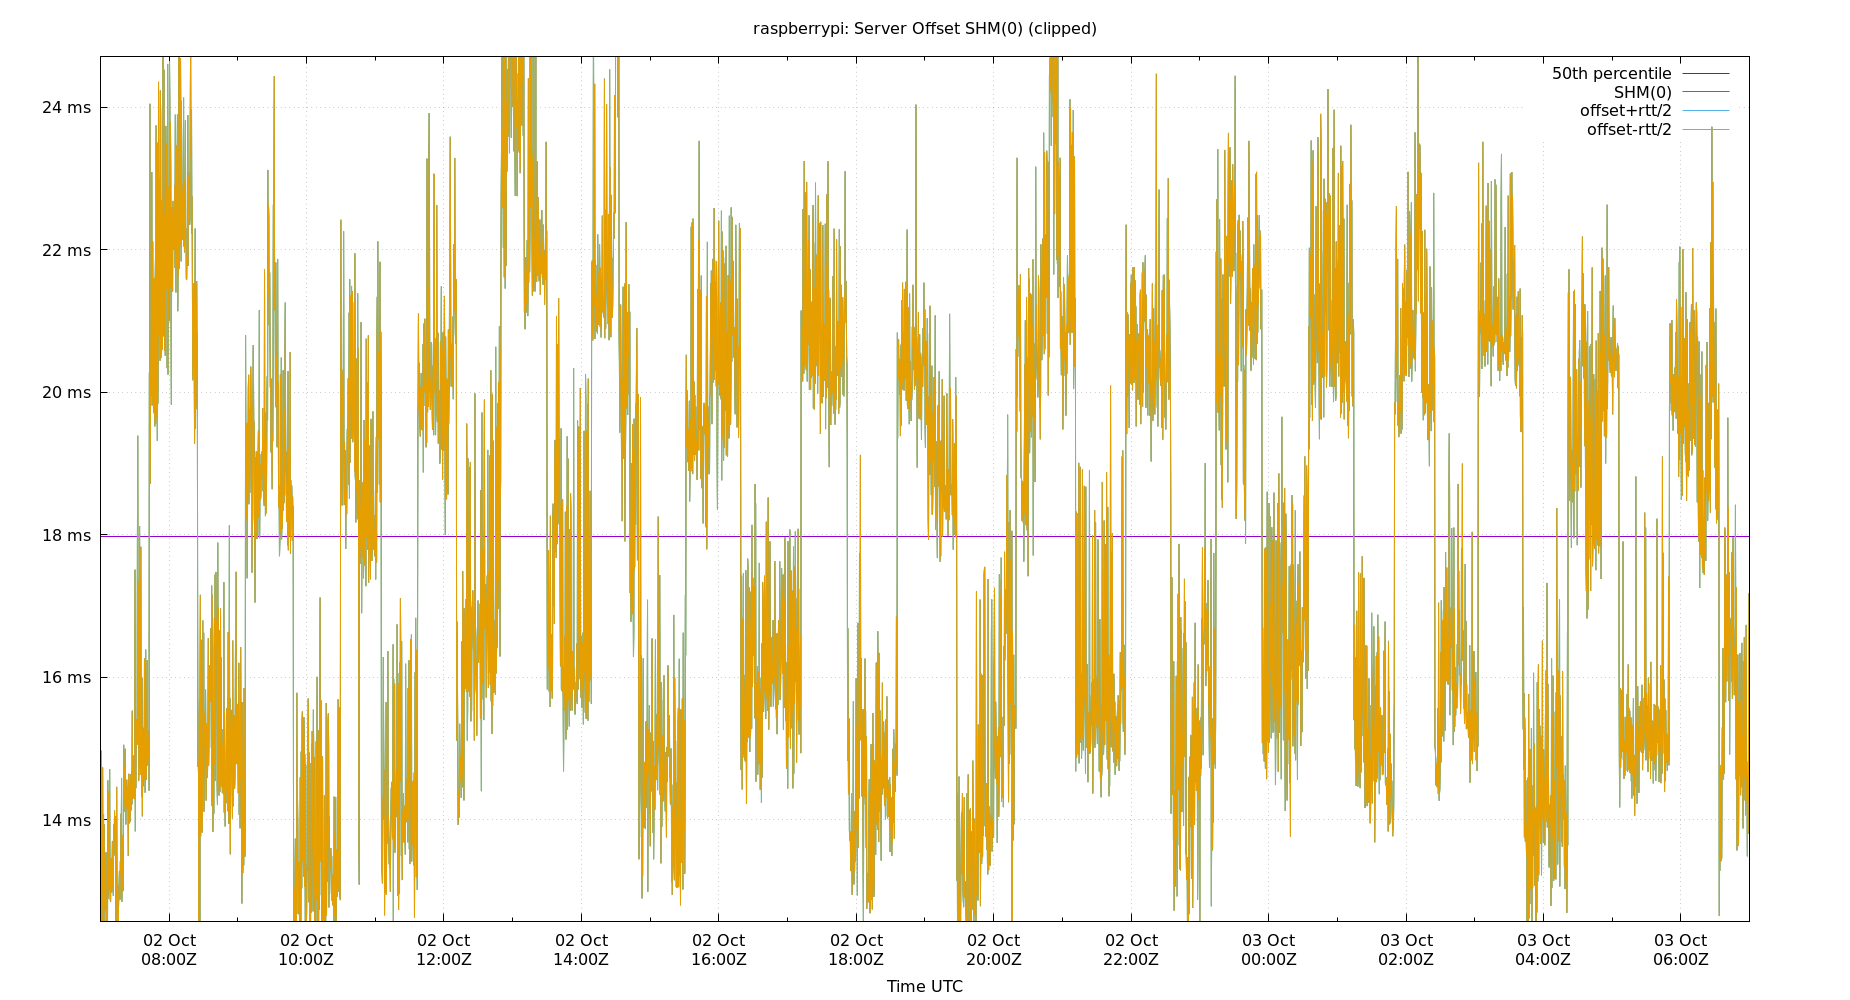 raspberrypi: Server Offset SHM(0) (clipped)
50th percentile
SHM(0)
offset+rtt/2
offset-rtt/2
24 ms
22 ms
20 ms
18 ms
16 ms
14 ms
02 Oct 02 Oct 02 Oct 02 Oct 02 Oct 02 Oct 02 Oct 02 Oct 03 Oct 03 Oct 03 Oct 03 Oct
08:00Z 10:00Z 12:00Z 14:00Z 16:00Z 18:00Z 20:00Z 22:00Z 00:00Z 02:00Z 04:00Z 06:00Z
Time UTC